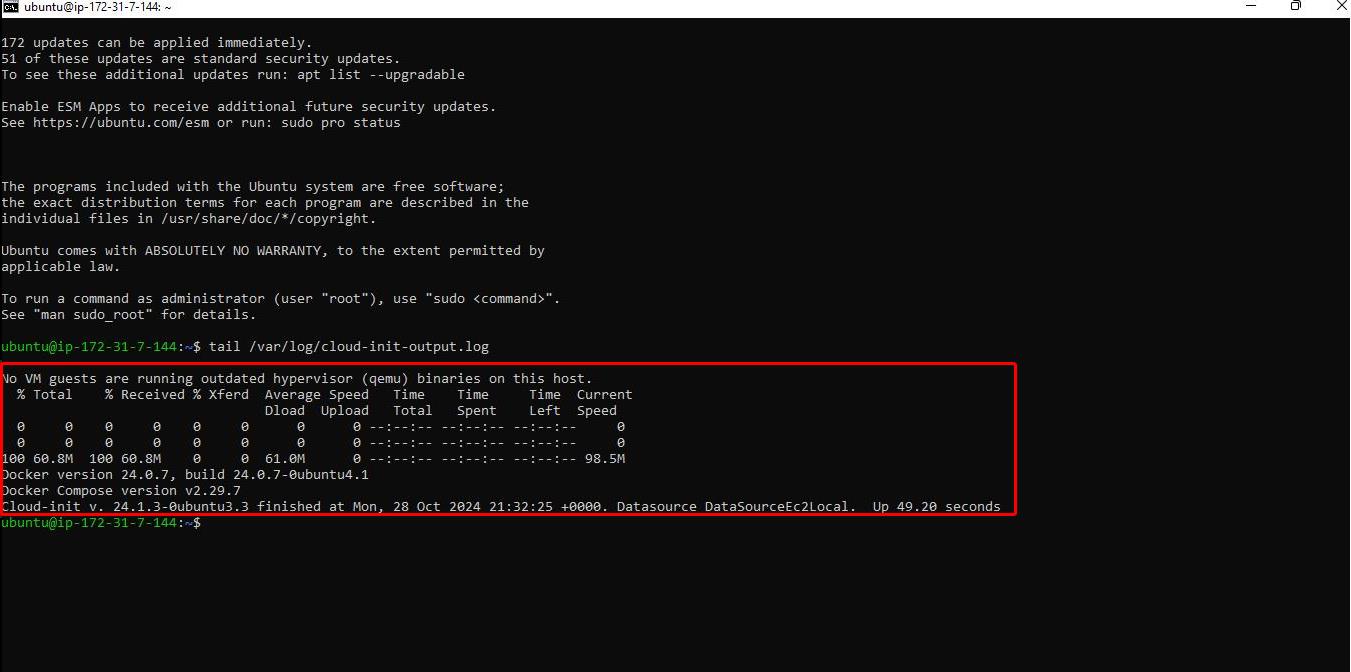 ubuntu@ip-172-31-7-144: ~
172 updates can be applied immediately.
51 of these updates are standard security updates.
To see these additional updates run: apt list --upgradable
Enable ESM Apps to receive additional future security updates.
See https://ubuntu.com/esm or run: sudo pro status
The programs included with the Ubuntu system are free software;
the exact distribution terms for each program are described in the
individual files in /usr/share/doc/*/copyright.
Ubuntu comes with ABSOLUTELY NO WARRANTY, to the extent permitted by
applicable law.
To run a command as administrator (user "root"), use "sudo <command>".
See "man sudo_root" for details.
ubuntu@ip-172-31-7-144:~$ tail /var/log/cloud-init-output.log
No VM guests are running outdated hypervisor (qemu) binaries on this host.
  % Total    % Received % Xferd  Average Speed   Time    Time     Time  Current
                                 Dload  Upload   Total   Spent    Left  Speed
  0     0    0     0    0     0      0      0 --:--:-- --:--:-- --:--:--     0
  0     0    0     0    0     0      0      0 --:--:-- --:--:-- --:--:--     0
100 60.8M  100 60.8M    0     0  61.0M      0 --:--:-- --:--:-- --:--:-- 98.5M
Docker version 24.0.7, build 24.0.7-0ubuntu4.1
Docker Compose version v2.29.7
Cloud-init v. 24.1.3-0ubuntu3.3 finished at Mon, 28 Oct 2024 21:32:25 +0000. Datasource DataSourceEc2Local.  Up 49.20 seconds
ubuntu@ip-172-31-7-144:~$